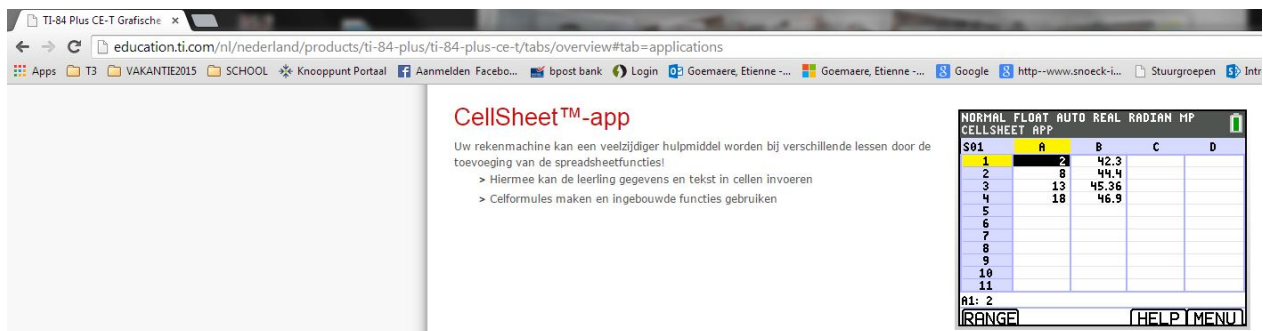 TI-84 Plus CE-T Grafische
education.ti.com/nl/nederland/products/ti-84-plus/ti-84-plus-ce-t/tabs/overview#tab=applications
Apps T3 VAKANTIE2015 SCHOOL Knooppunt Portaal Aanmelden Facebo... bpost bank Login Goemaere, Etienne -... Goemaere, Etienne -... Google http--www.snoeck-i... Stuurgroepen Intr
CellSheet™-app
Uw rekenmachine kan een veelzijdiger hulpmiddel worden bij verschillende lessen door de
toevoeging van de spreadsheetfuncties!
> Hiermee kan de leerling gegevens en tekst in cellen invoeren
> Celformules maken en ingebouwde functies gebruiken
NORMAL FLOAT AUTO REAL RADIAN MP
CELLSHEET APP
S01 A B C D
1 2 42.3
2 8 44.4
3 13 45.36
4 18 46.9
5
6
7
8
9
10
11
A1: 2
RANGE HELP MENU